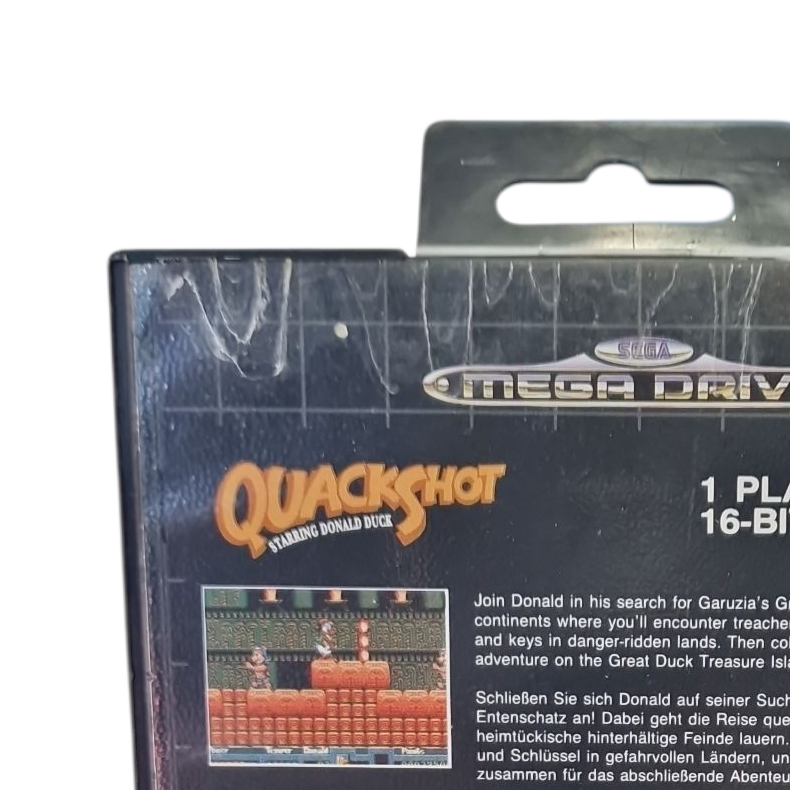 SEGA
MEGA DRIV
QUACKSHOT
STARRING DONALD DUCK
1 PLA
16-BI
Join Donald in his search for Garuzia's G
continents where you'll encounter treache
and keys in danger-ridden lands. Then co
adventure on the Great Duck Treasure Isl
Schließen Sie sich Donald auf seiner Such
Entenschatz an! Dabei geht die Reise que
heimtückische hinterhältige Feinde lauern.
und Schlüssel in gefahrvollen Ländern, un
zusammen für das abschließende Abenteu